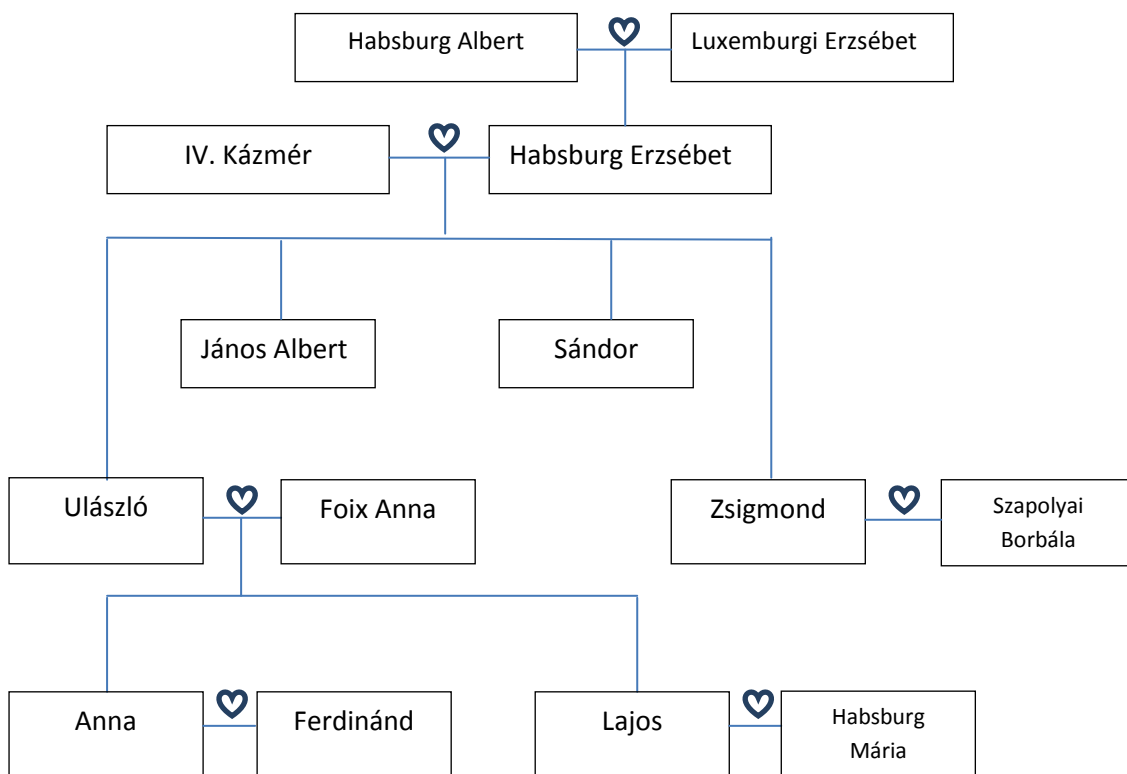 Habsburg Albert
Luxemburgi Erzsébet
IV. Kázmér
Habsburg Erzsébet
János Albert
Sándor
Ulászló
Foix Anna
Zsigmond
Szapolyai
Borbála
Anna
Ferdinánd
Lajos
Habsburg
Mária